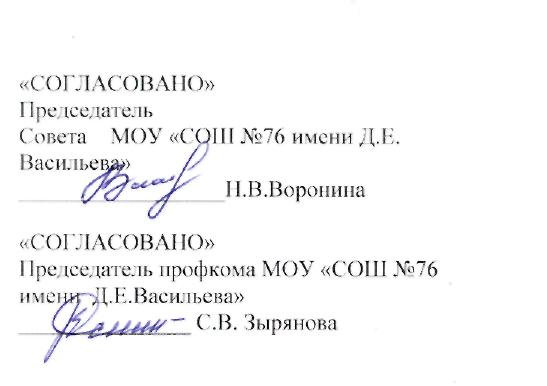 «СОГЛАСОВАНО»
Председатель
Совета МОУ «СОШ №76 имени Д.Е.
Васильева»
Н.В.Воронина
«СОГЛАСОВАНО»
Председатель профкома МОУ «СОШ №76
имени Д.Е.Васильева»
С.В. Зырянова